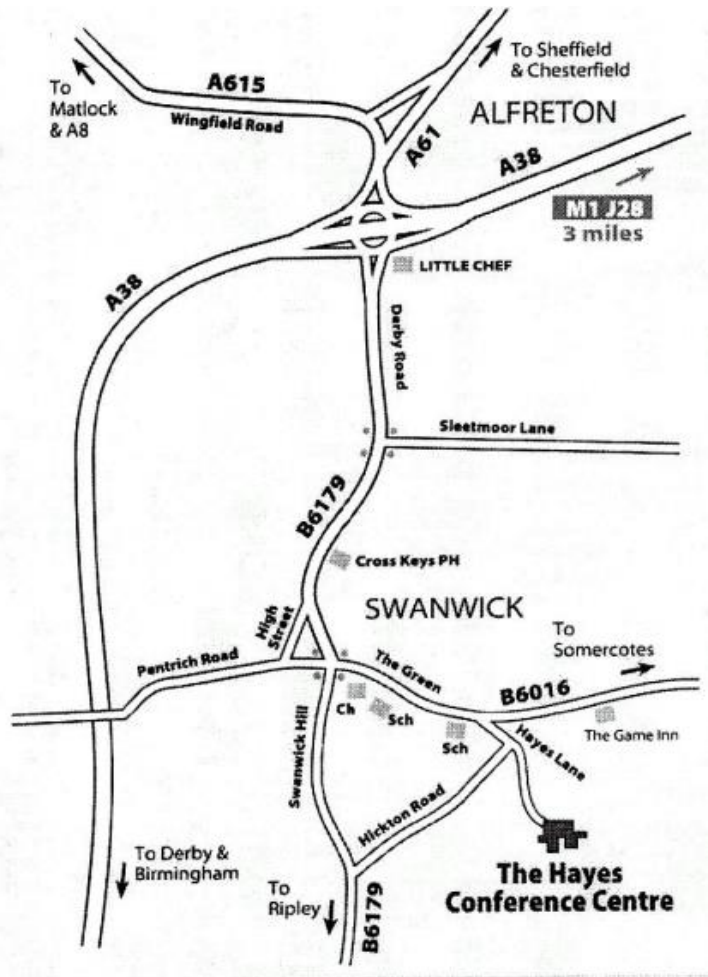 To Sheffield
& Chesterfield
To
Matlock
& A8
A615
Wingfield Road
ALFRETON
A61
A38
M1 J28
3 miles
A38
LITTLE CHEF
Derby Road
Sleetmoor Lane
B6179
Cross Keys PH
SWANWICK
High
Street
To
Somercotes
Pentrich Road
The Green
B6016
Ch
Sch
Sch
Hayes Lane
The Game Inn
Swanwick Hill
Hickton Road
To Derby &
Birmingham
To
Ripley
B6179
The Hayes
Conference Centre